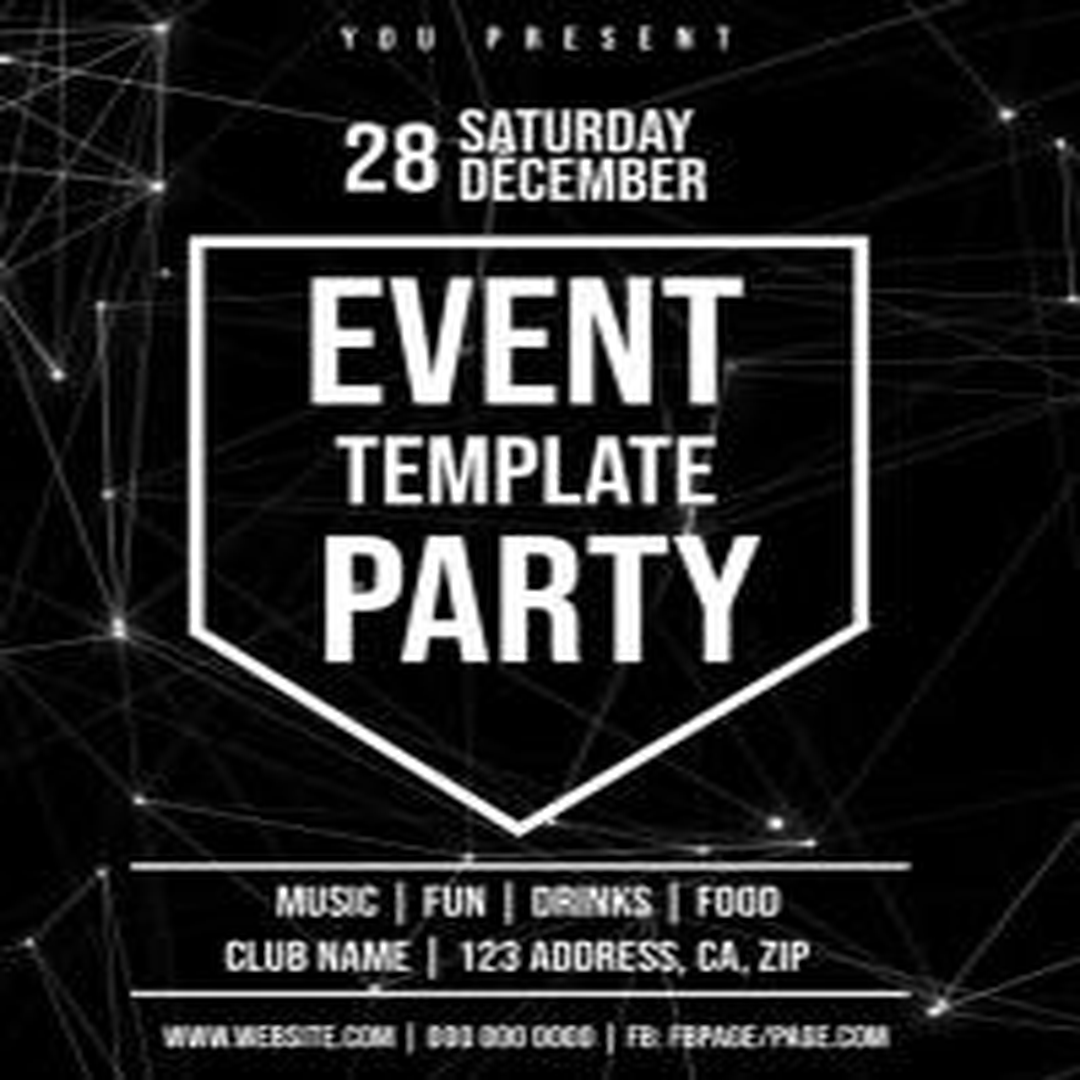 YOU PRESENT
28 SATURDAY
DECEMBER
EVENT
TEMPLATE
PARTY
MUSIC | FUN | DRINKS | FOOD
CLUB NAME | 123 ADDRESS, CA, ZIP
WWW.WEBSITE.COM | 000 000 0000 | FB: FBPAGE/PAGE.COM